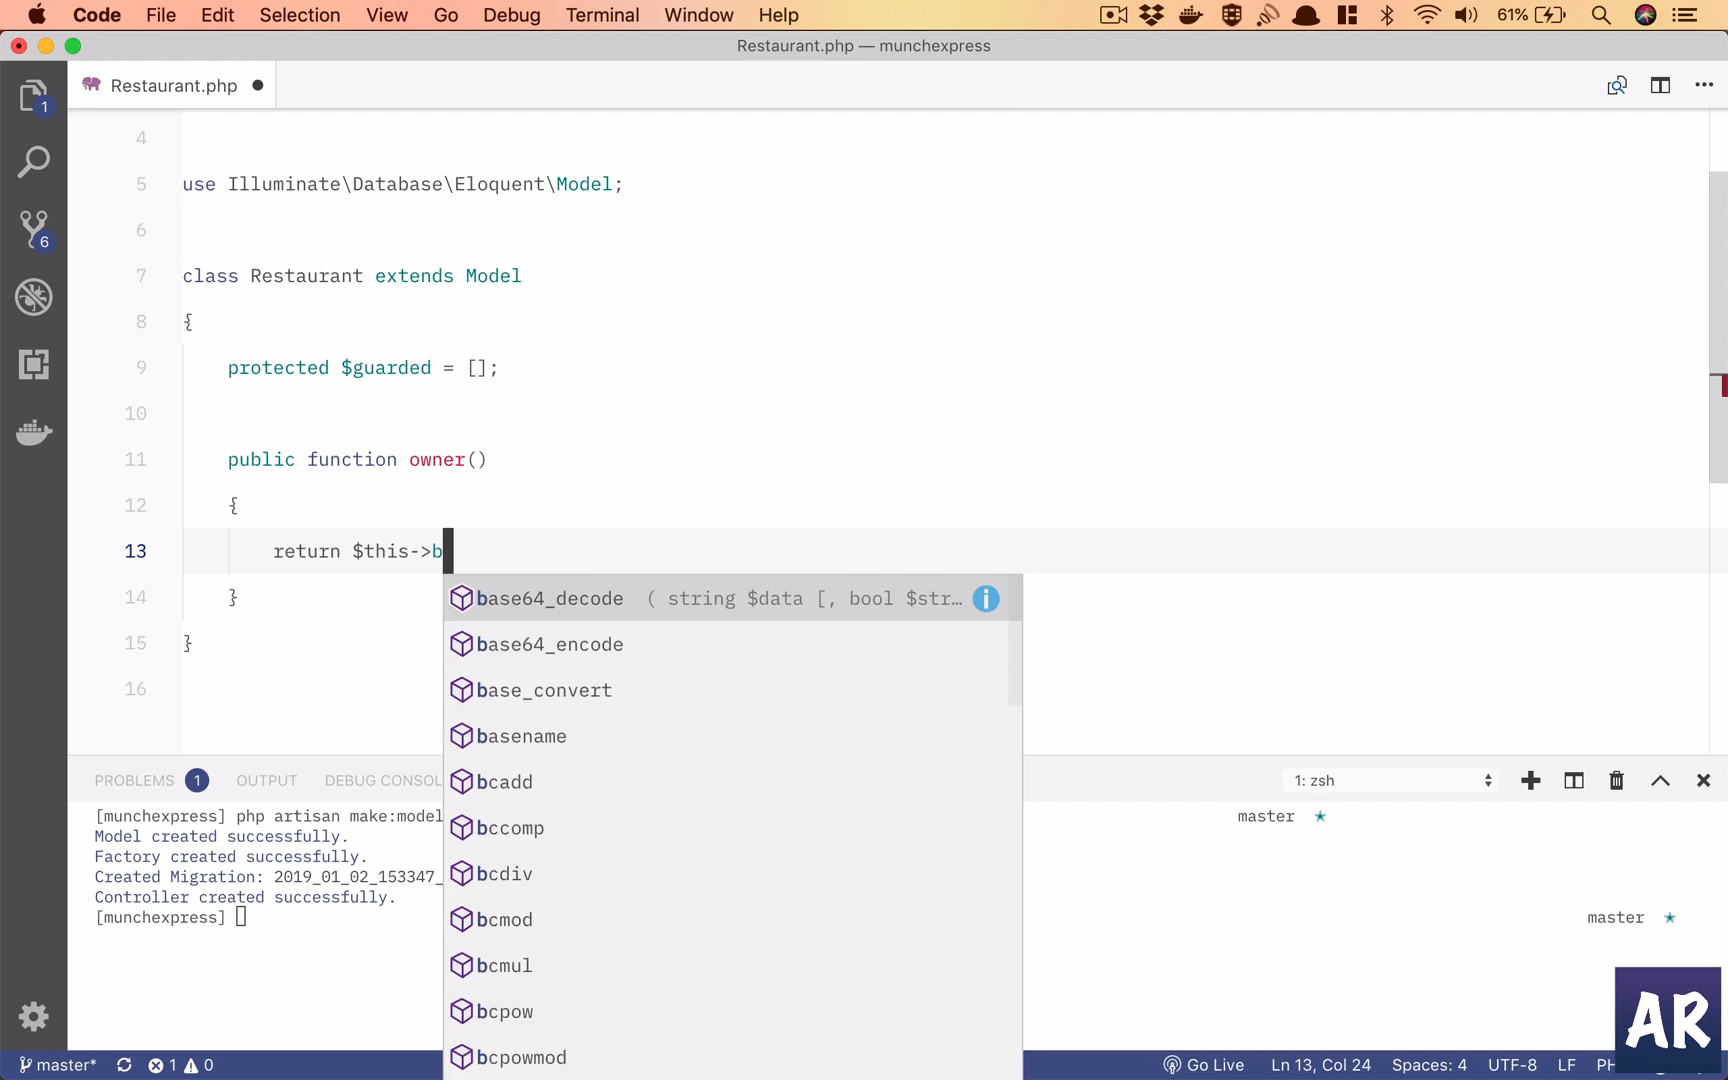 Code File Edit Selection View Go Debug Terminal Window Help 61%
Restaurant.php — munchexpress
Restaurant.php
1
6
4
5 use Illuminate\Database\Eloquent\Model;
6
7 class Restaurant extends Model
8 {
9 protected $guarded = [];
10
11 public function owner()
12 {
13 return $this->b
14 }
15 }
16
base64_decode ( string $data [, bool $str…
base64_encode
base_convert
basename
bcadd
bccomp
bcdiv
bcmod
bcmul
bcpow
bcpowmod
PROBLEMS 1 OUTPUT DEBUG CONSOL 1: zsh
[munchexpress] php artisan make:model master
Model created successfully.
Factory created successfully.
Created Migration: 2019_01_02_153347_
Controller created successfully.
[munchexpress] master
AR
master* 1 0 Go Live Ln 13, Col 24 Spaces: 4 UTF-8 LF PH